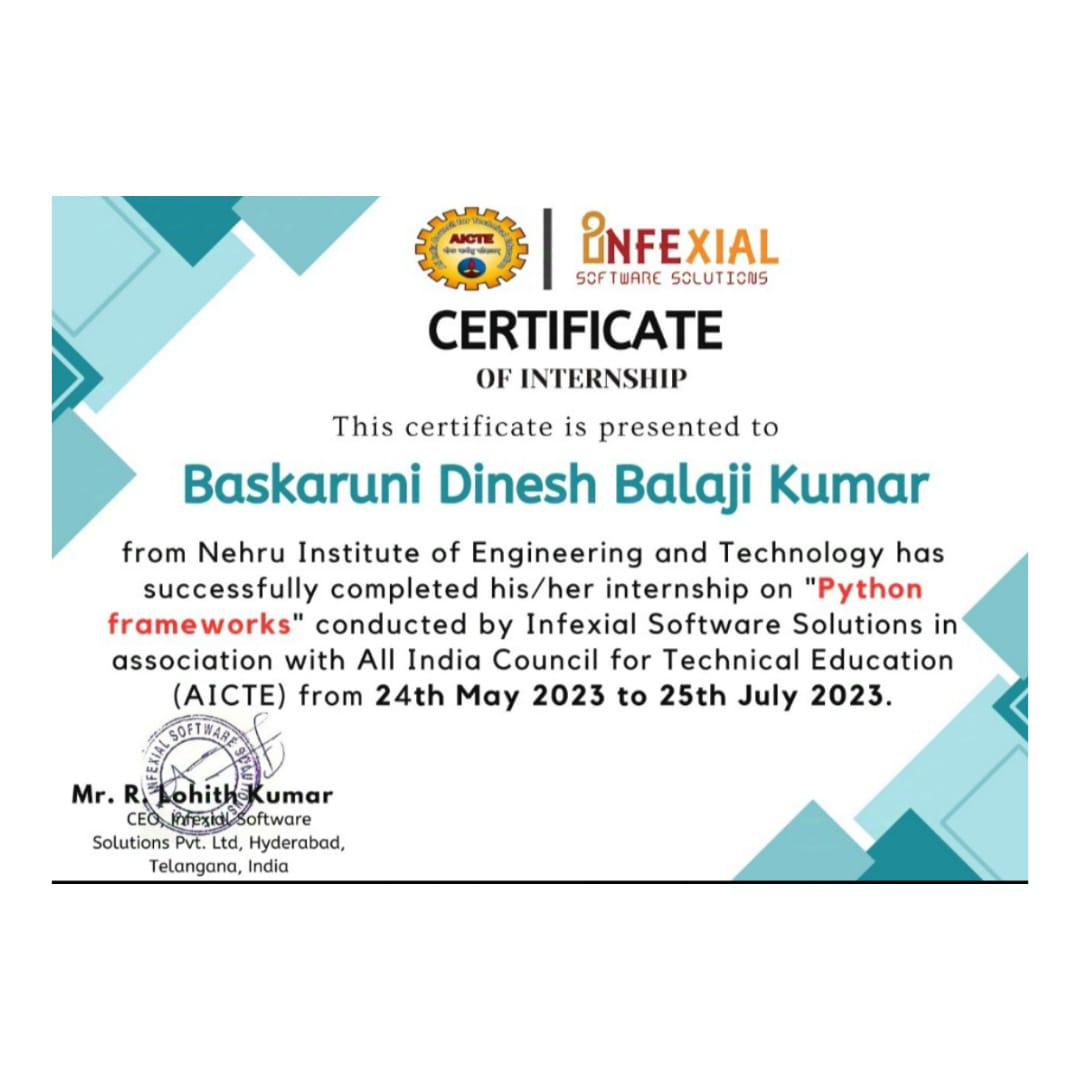 AICTE
INFEXIAL
SOFTWARE SOLUTIONS
CERTIFICATE
OF INTERNSHIP
This certificate is presented to
Baskaruni Dinesh Balaji Kumar
from Nehru Institute of Engineering and Technology has
successfully completed his/her internship on "Python
frameworks" conducted by Infexial Software Solutions in
association with All India Council for Technical Education
(AICTE) from 24th May 2023 to 25th July 2023.
INFEXIAL SOFTWARE SOLUTIONS
Mr. R. Lohith Kumar
CEO, Infexial Software
Solutions Pvt. Ltd, Hyderabad,
Telangana, India